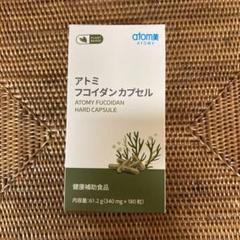 atom美
ATOMY
アトミ
フコイダンカプセル
ATOMY FUCOIDAN
HARD CAPSULE
健康補助食品
内容量:61.2g(340mg×180粒)